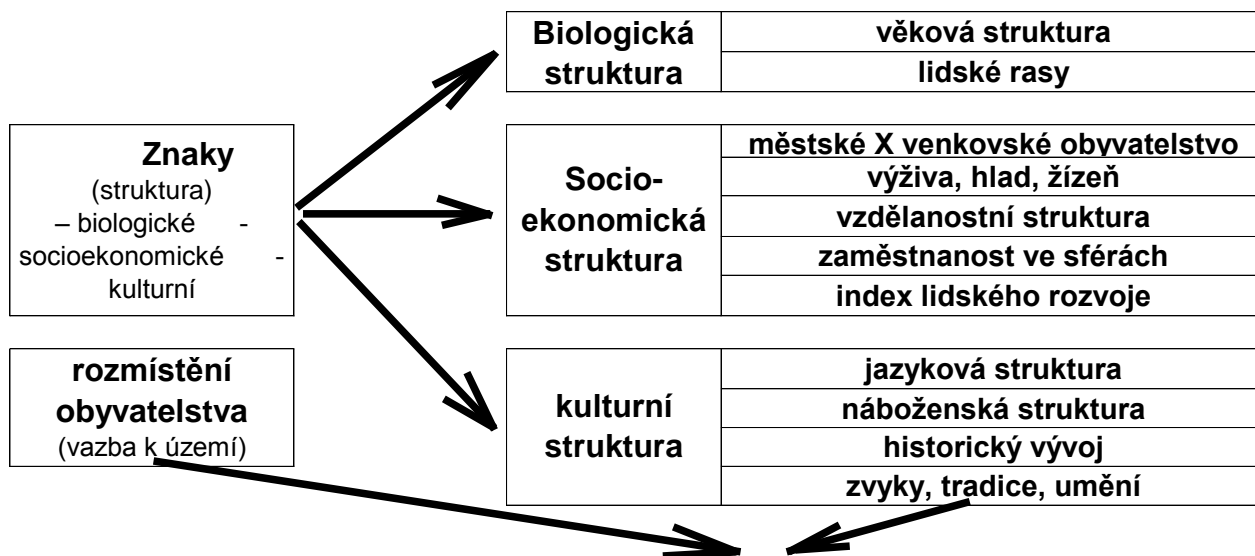 Biologická
struktura
věková struktura
lidské rasy
Znaky
(struktura)
– biologické -
socioekonomické -
kulturní
Socio-
ekonomická
struktura
městské X venkovské obyvatelstvo
výživa, hlad, žízeň
vzdělanostní struktura
zaměstnanost ve sférách
index lidského rozvoje
rozmístění
obyvatelstva
(vazba k území)
kulturní
struktura
jazyková struktura
náboženská struktura
historický vývoj
zvyky, tradice, umění